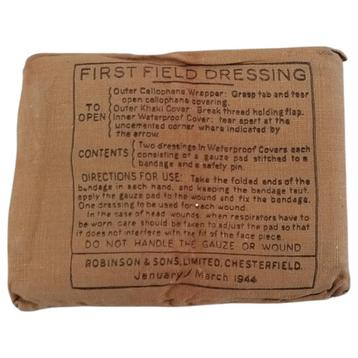 FIRST FIELD DRESSING
Outer Cellophane Wrapper: Grasp tab and tear
open cellophane covering.
TO OPEN
Outer Khaki Cover: Break thread holding flap.
Inner Waterproof Cover: tear apart at the
uncemented corner where indicated by
the arrow.
CONTENTS
Two dressings in Waterproof Covers each
consisting of a gauze pad stitched to a
bandage and a safety pin.
DIRECTIONS FOR USE: Take the folded ends of the
bandage in each hand, and keeping the bandage taut,
apply the gauze pad to the wound and fix the bandage.
One dressing to be used for each wound.
In the case of head wounds, when respirators have to
be worn, care should be taken to adjust the pad so that
it does not interfere with the fit of the face piece.
DO NOT HANDLE THE GAUZE OR WOUND
ROBINSON & SONS, LIMITED, CHESTERFIELD.
January / March 1944